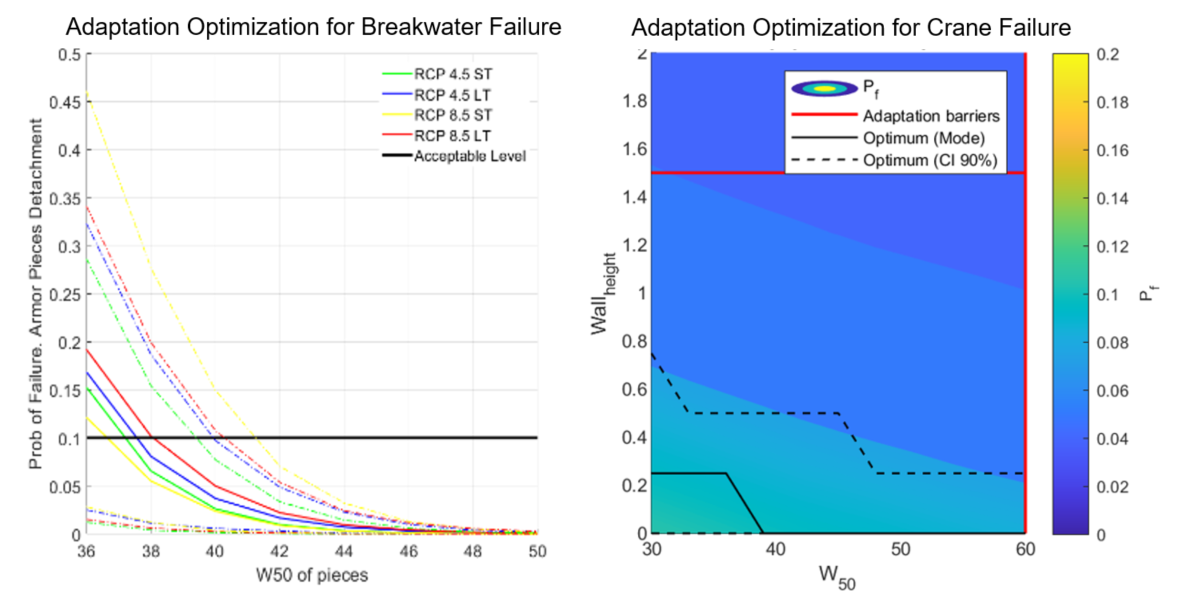 Adaptation Optimization for Breakwater Failure
0.5
0.45
0.4
0.35
0.3
0.25
0.2
0.15
0.1
0.05
0
Prob of Failure. Armor Pieces Detachment
RCP 4.5 ST
RCP 4.5 LT
RCP 8.5 ST
RCP 8.5 LT
Acceptable Level
36 38 40 42 44 46 48 50
W50 of pieces
Adaptation Optimization for Crane Failure
2
1.8
1.6
1.4
1.2
1
0.8
0.6
0.4
0.2
0
Wall height
Pf
Adaptation barriers
Optimum (Mode)
Optimum (CI 90%)
30 40 50 60
W50
0.2
0.18
0.16
0.14
0.12
0.1
0.08
0.06
0.04
0.02
0
Pf